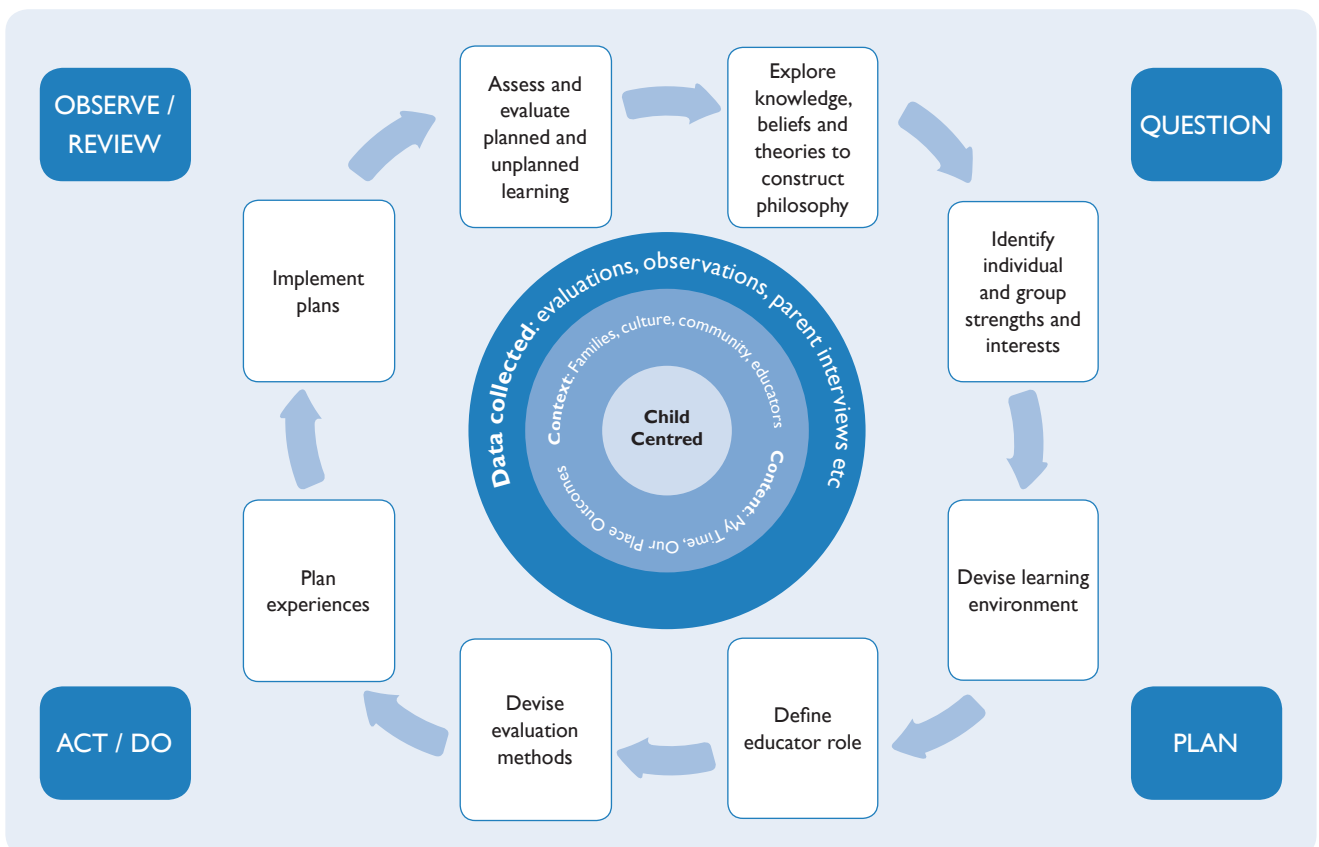 OBSERVE /
REVIEW
Assess and
evaluate
planned and
unplanned
learning
Explore
knowledge,
beliefs and
theories to
construct
philosophy
QUESTION
Identify
individual
and group
strengths and
interests
Devise learning
environment
PLAN
Define
educator role
Devise
evaluation
methods
ACT / DO
Plan
experiences
Implement
plans
Data collected: evaluations, observations, parent interviews etc
Context: Families, culture, community, educators
Content: My Time, Our Place Outcomes
Child
Centred